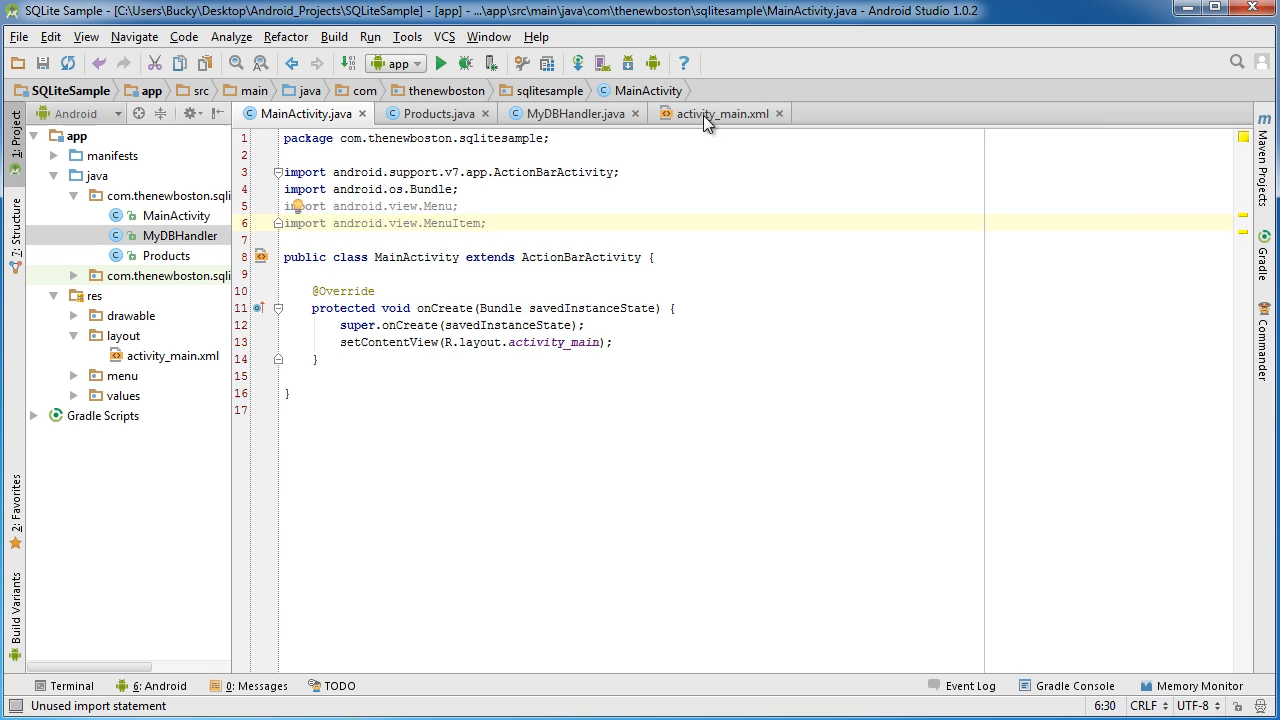 SQLite Sample - [C:\Users\Bucky\Desktop\Android_Projects\SQLiteSample] - [app] - ...\app\src\main\java\com\thenewboston\sqlitesample\MainActivity.java - Android Studio 1.0.2
File Edit View Navigate Code Analyze Refactor Build Run Tools VCS Window Help
app
SQLiteSample app src main java com thenewboston sqlitesample MainActivity
Android
MainActivity.java Products.java MyDBHandler.java activity_main.xml
1: Project
7: Structure
2: Favorites
Build Variants
app
manifests
java
com.thenewboston.sqli
MainActivity
MyDBHandler
Products
com.thenewboston.sqli
res
drawable
layout
activity_main.xml
menu
values
Gradle Scripts
1 package com.thenewboston.sqlitesample;
2
3 import android.support.v7.app.ActionBarActivity;
4 import android.os.Bundle;
5 import android.view.Menu;
6 import android.view.MenuItem;
7
8 public class MainActivity extends ActionBarActivity {
9
10 @Override
11 protected void onCreate(Bundle savedInstanceState) {
12 super.onCreate(savedInstanceState);
13 setContentView(R.layout.activity_main);
14 }
15
16 }
17
m
Maven Projects
Gradle
Commander
Terminal 6: Android 0: Messages TODO Event Log Gradle Console Memory Monitor
Unused import statement 6:30 CRLF UTF-8